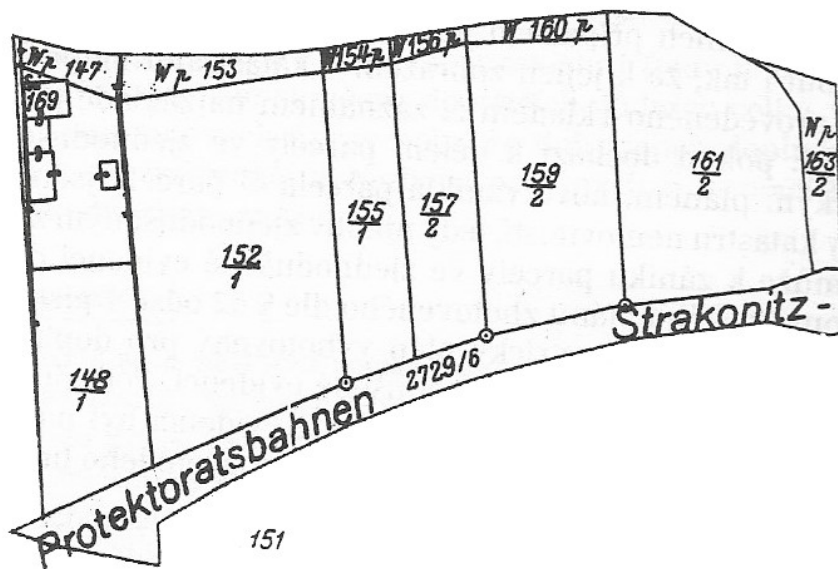 W p 147
W p 153
W 154 p
W 156 p
W 160 p
W p.
163
2
169
152
1
155
1
157
2
159
2
161
2
148
1
2729/6
Protektoratsbahnen
Strakonitz -
151